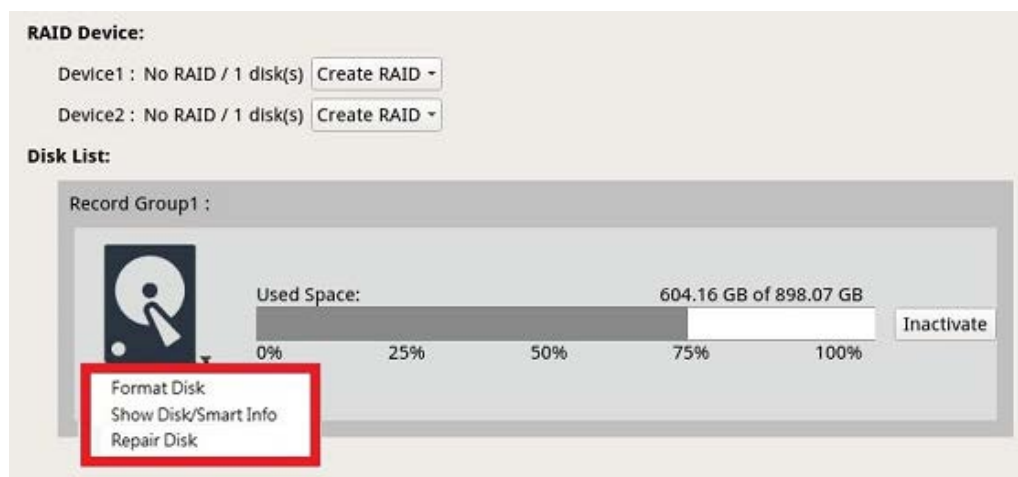 RAID Device:
Device1 : No RAID / 1 disk(s) Create RAID
Device2 : No RAID / 1 disk(s) Create RAID
Disk List:
Record Group1 :
Used Space: 604.16 GB of 898.07 GB
Inactivate
0% 25% 50% 75% 100%
Format Disk
Show Disk/Smart Info
Repair Disk